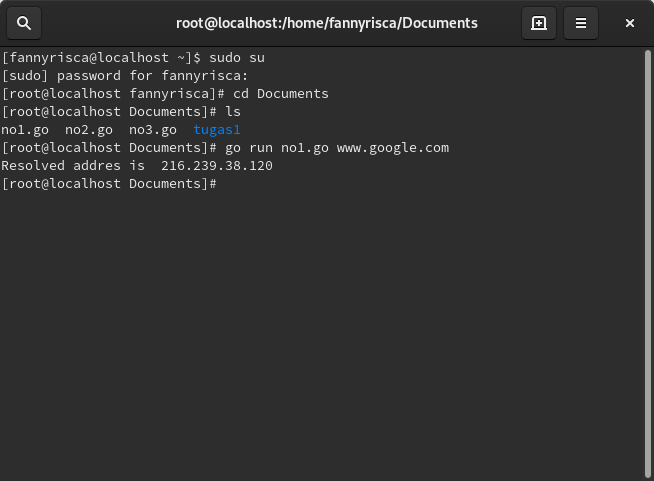 root@localhost:/home/fannyrisca/Documents
[fannyrisca@localhost ~]$ sudo su
[sudo] password for fannyrisca:
[root@localhost fannyrisca]# cd Documents
[root@localhost Documents]# ls
no1.go  no2.go  no3.go  tugas1
[root@localhost Documents]# go run no1.go www.google.com
Resolved addres is  216.239.38.120
[root@localhost Documents]#